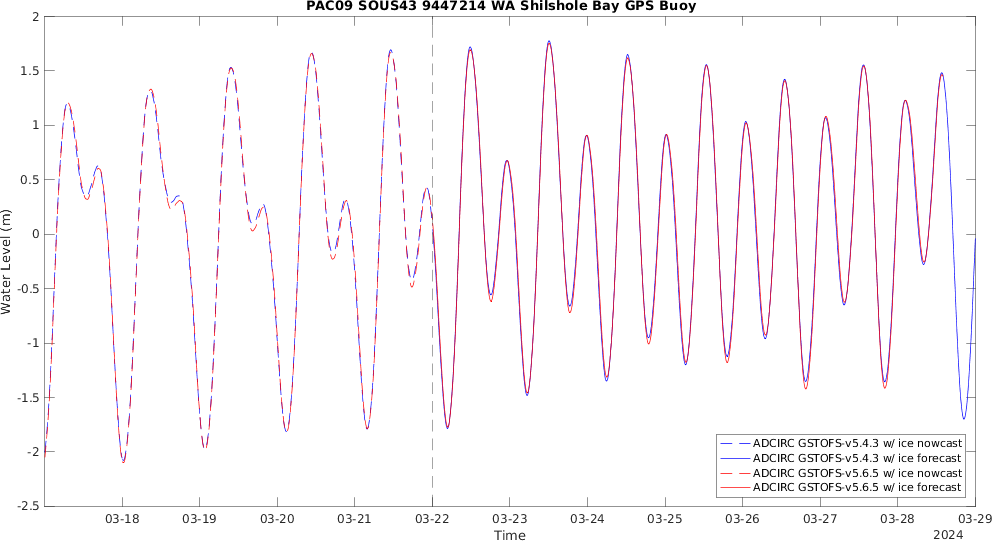 PAC09 SOUS43 9447214 WA Shilshole Bay GPS Buoy
2
1.5
1
0.5
0
-0.5
-1
-1.5
-2
-2.5
Water Level (m)
ADCIRC GSTOFS-v5.4.3 w/ ice nowcast
ADCIRC GSTOFS-v5.4.3 w/ ice forecast
ADCIRC GSTOFS-v5.6.5 w/ ice nowcast
ADCIRC GSTOFS-v5.6.5 w/ ice forecast
03-18 03-19 03-20 03-21 03-22 03-23 03-24 03-25 03-26 03-27 03-28 03-29
Time
2024